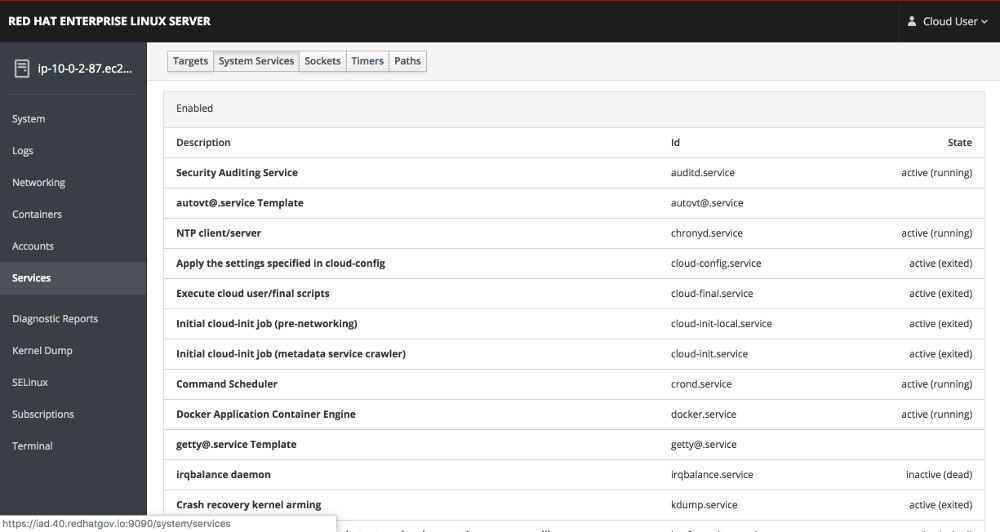 RED HAT ENTERPRISE LINUX SERVER
Cloud User
ip-10-0-2-87.ec2...
System
Logs
Networking
Containers
Accounts
Services
Diagnostic Reports
Kernel Dump
SELinux
Subscriptions
Terminal
Targets System Services Sockets Timers Paths
Enabled
Description Id State
Security Auditing Service auditd.service active (running)
autovt@.service Template autovt@.service
NTP client/server chronyd.service active (running)
Apply the settings specified in cloud-config cloud-config.service active (exited)
Execute cloud user/final scripts cloud-final.service active (exited)
Initial cloud-init job (pre-networking) cloud-init-local.service active (exited)
Initial cloud-init job (metadata service crawler) cloud-init.service active (exited)
Command Scheduler crond.service active (running)
Docker Application Container Engine docker.service active (running)
getty@.service Template getty@.service
irqbalance daemon irqbalance.service inactive (dead)
Crash recovery kernel arming kdump.service active (exited)
https://iad.40.redhatgov.io:9090/system/services